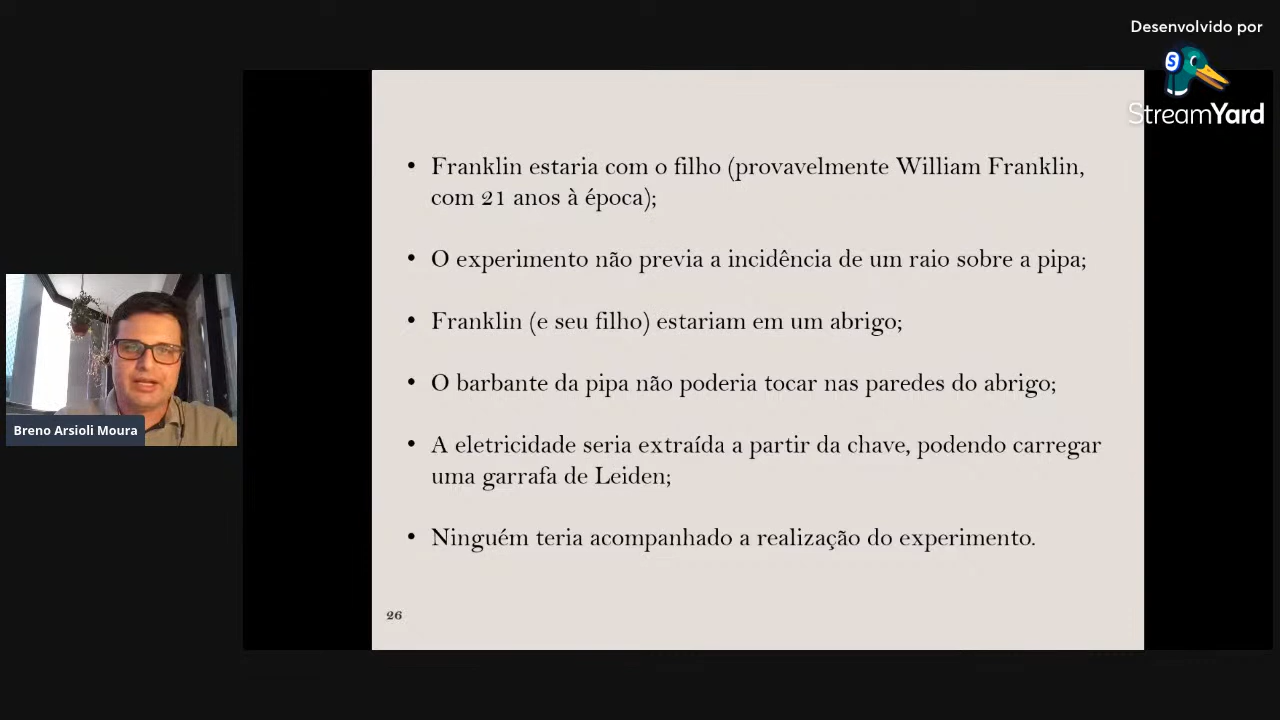 Desenvolvido por
StreamYard
• Franklin estaria com o filho (provavelmente William Franklin,
com 21 anos à época);
• O experimento não previa a incidência de um raio sobre a pipa;
• Franklin (e seu filho) estariam em um abrigo;
• O barbante da pipa não poderia tocar nas paredes do abrigo;
• A eletricidade seria extraída a partir da chave, podendo carregar
uma garrafa de Leiden;
• Ninguém teria acompanhado a realização do experimento.
26
Breno Arsioli Moura